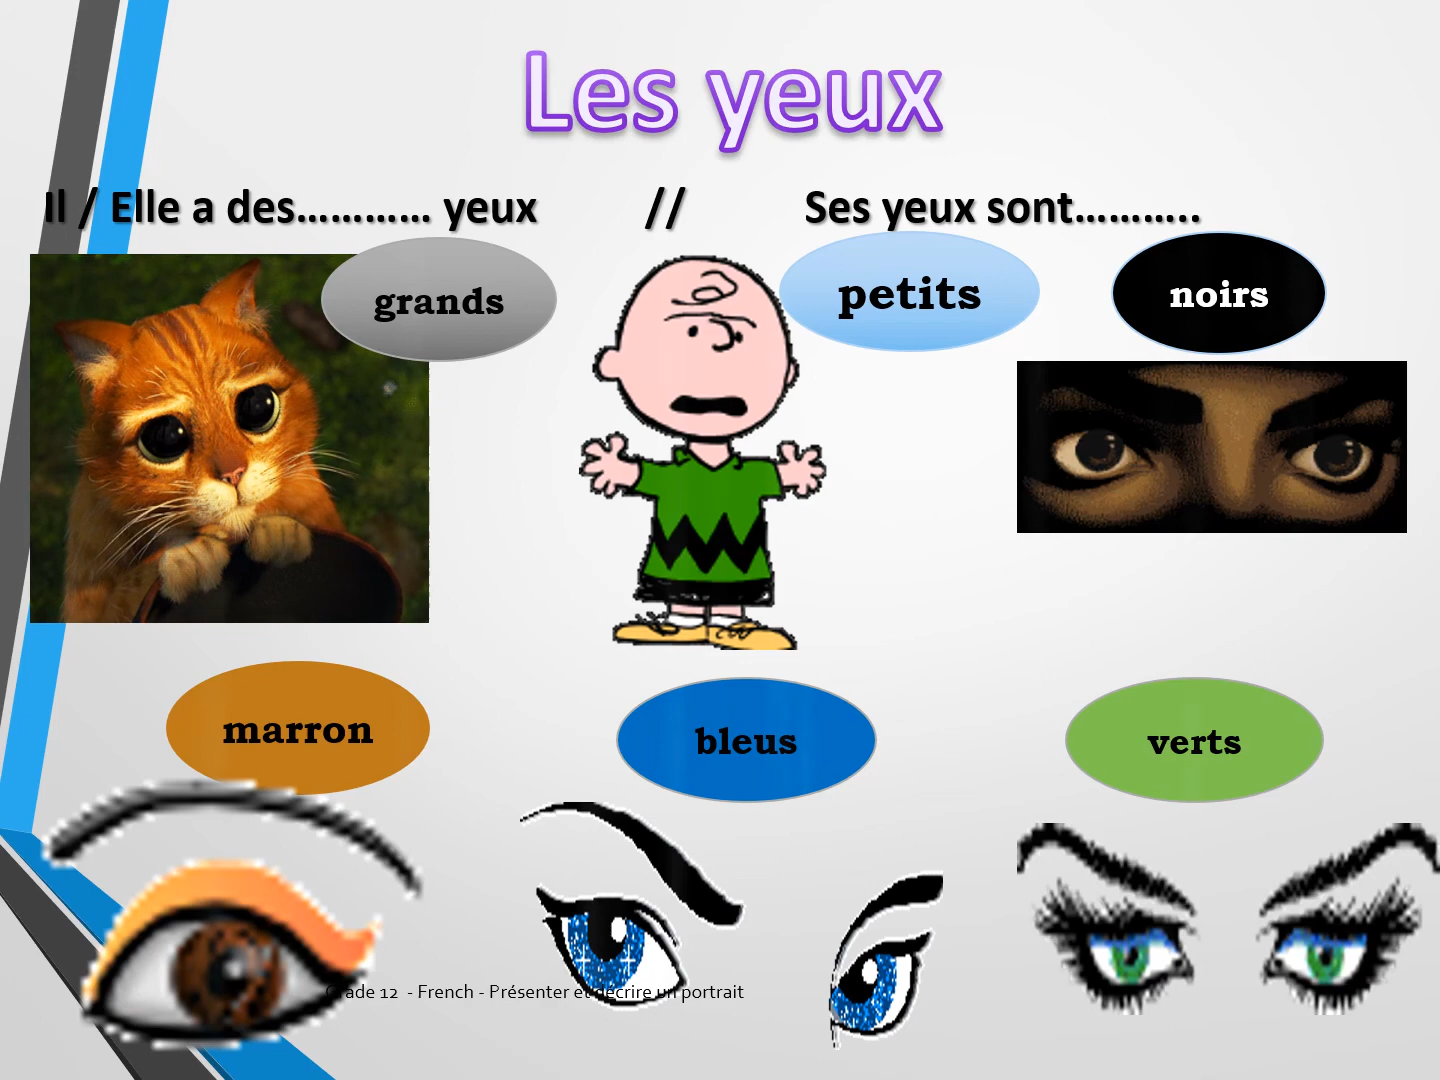 Les yeux
Il / Elle a des………… yeux // Ses yeux sont………..
grands
petits
noirs
marron
bleus
verts
Grade 12 - French - Présenter et décrire un portrait